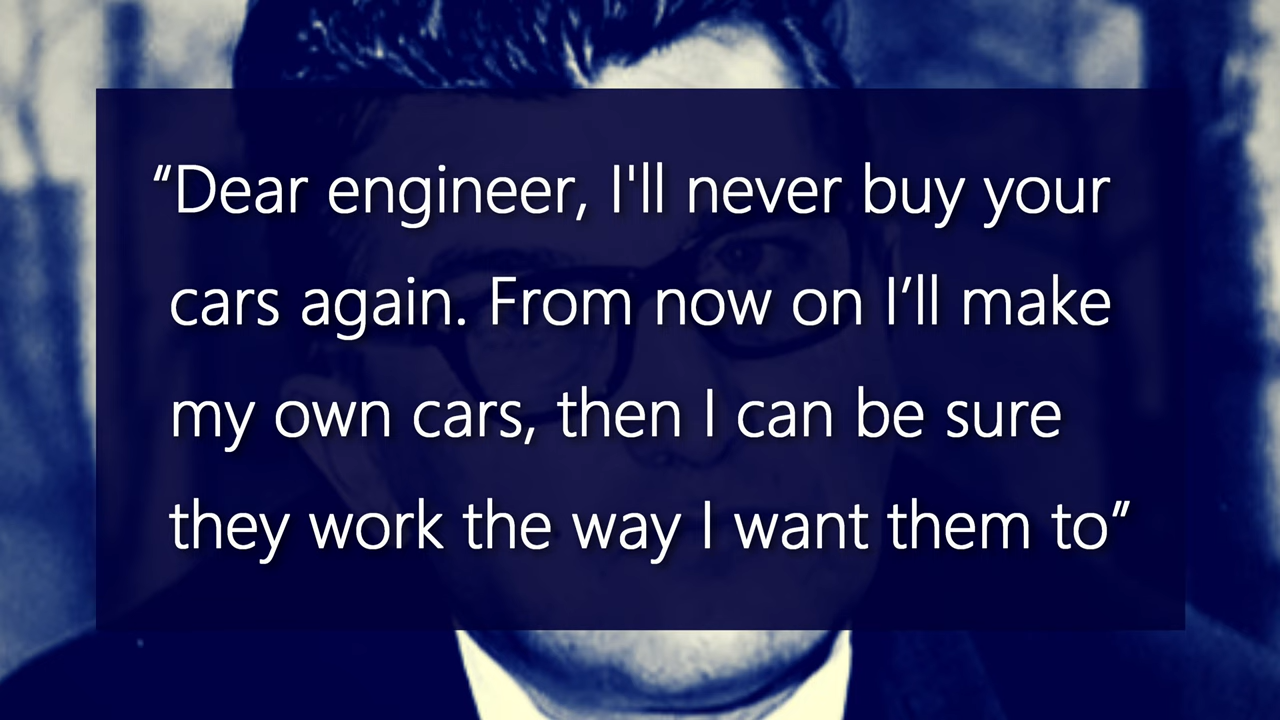 “Dear engineer, I'll never buy your
cars again. From now on I’ll make
my own cars, then I can be sure
they work the way I want them to”